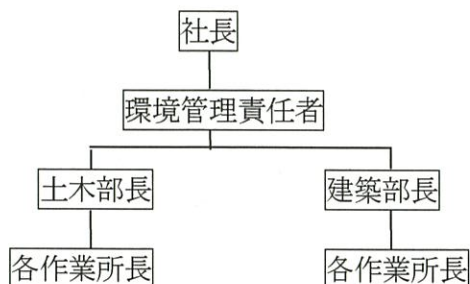 社長
環境管理責任者
土木部長
建築部長
各作業所長
各作業所長